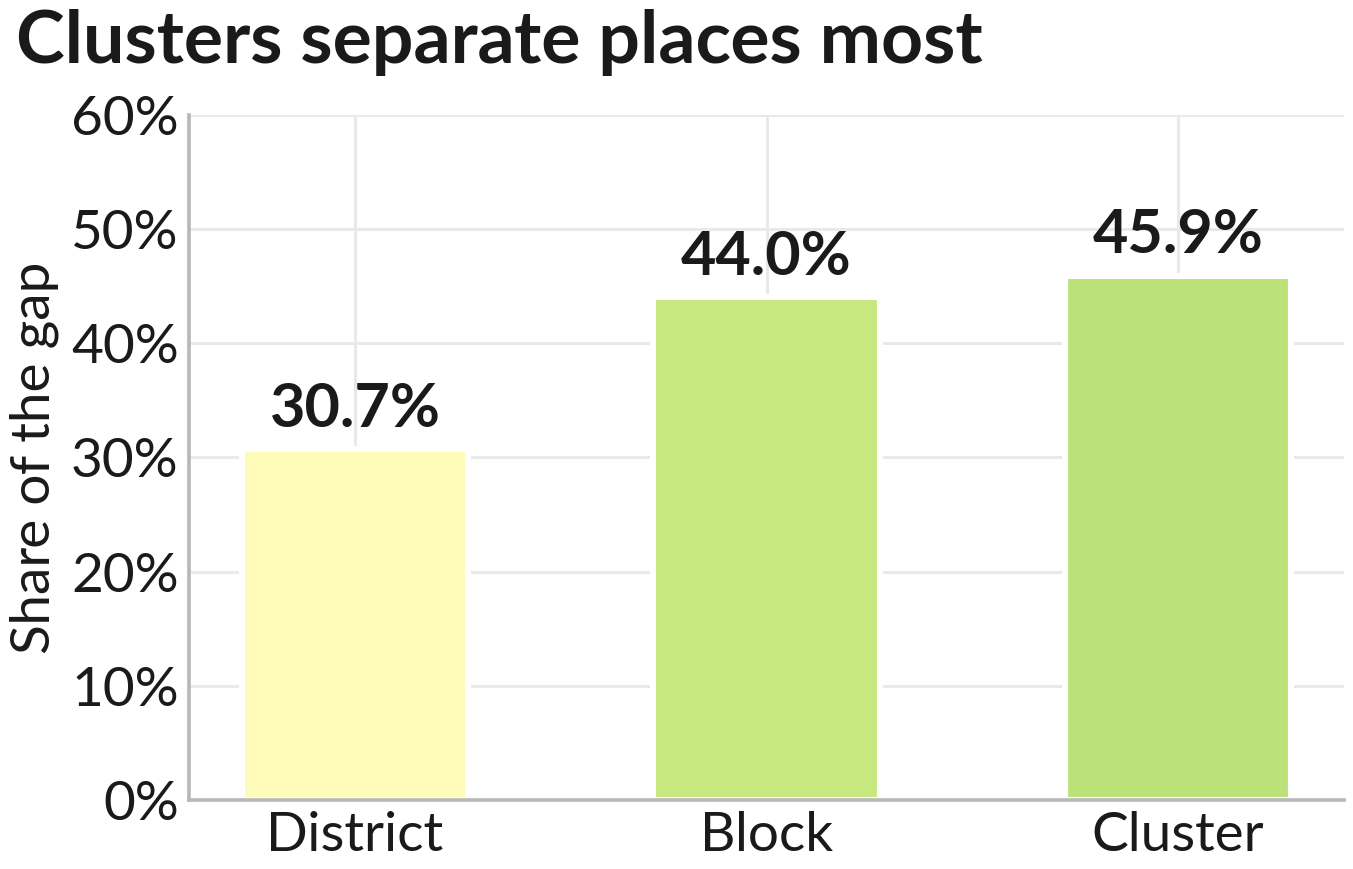 Clusters separate places most
60%
50%
40%
30%
20%
10%
0%
Share of the gap
30.7%
44.0%
45.9%
District
Block
Cluster